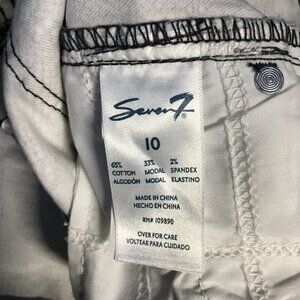 Seven7®
10
65% 33% 2%
COTTON MODAL SPANDEX
ALGODÓN MODAL ELASTINO
MADE IN CHINA
HECHO EN CHINA
RN# 109890
OVER FOR CARE
VOLTEAR PARA CUIDADO